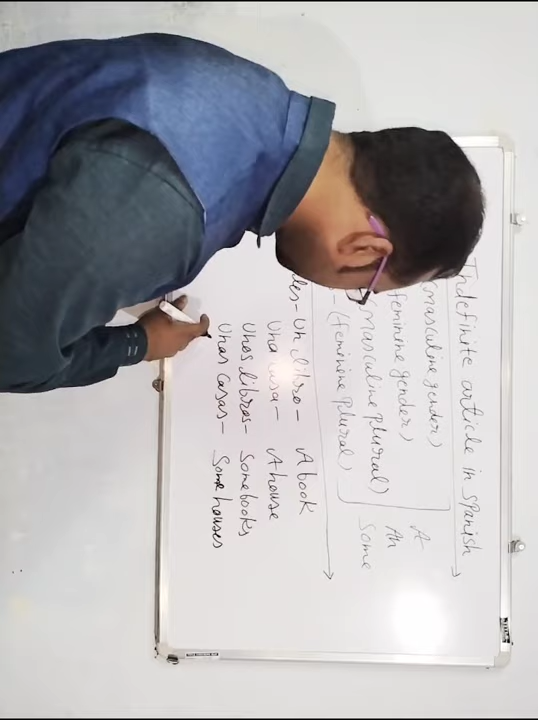 Indefinite article in spanish
(masculine gender)
A
feminine gender)
An
masculine plural)
Some
(feminine plural)
les- Un libro- A book
Una casa- A house
Unos libros- Some books
Unas casas- Some houses